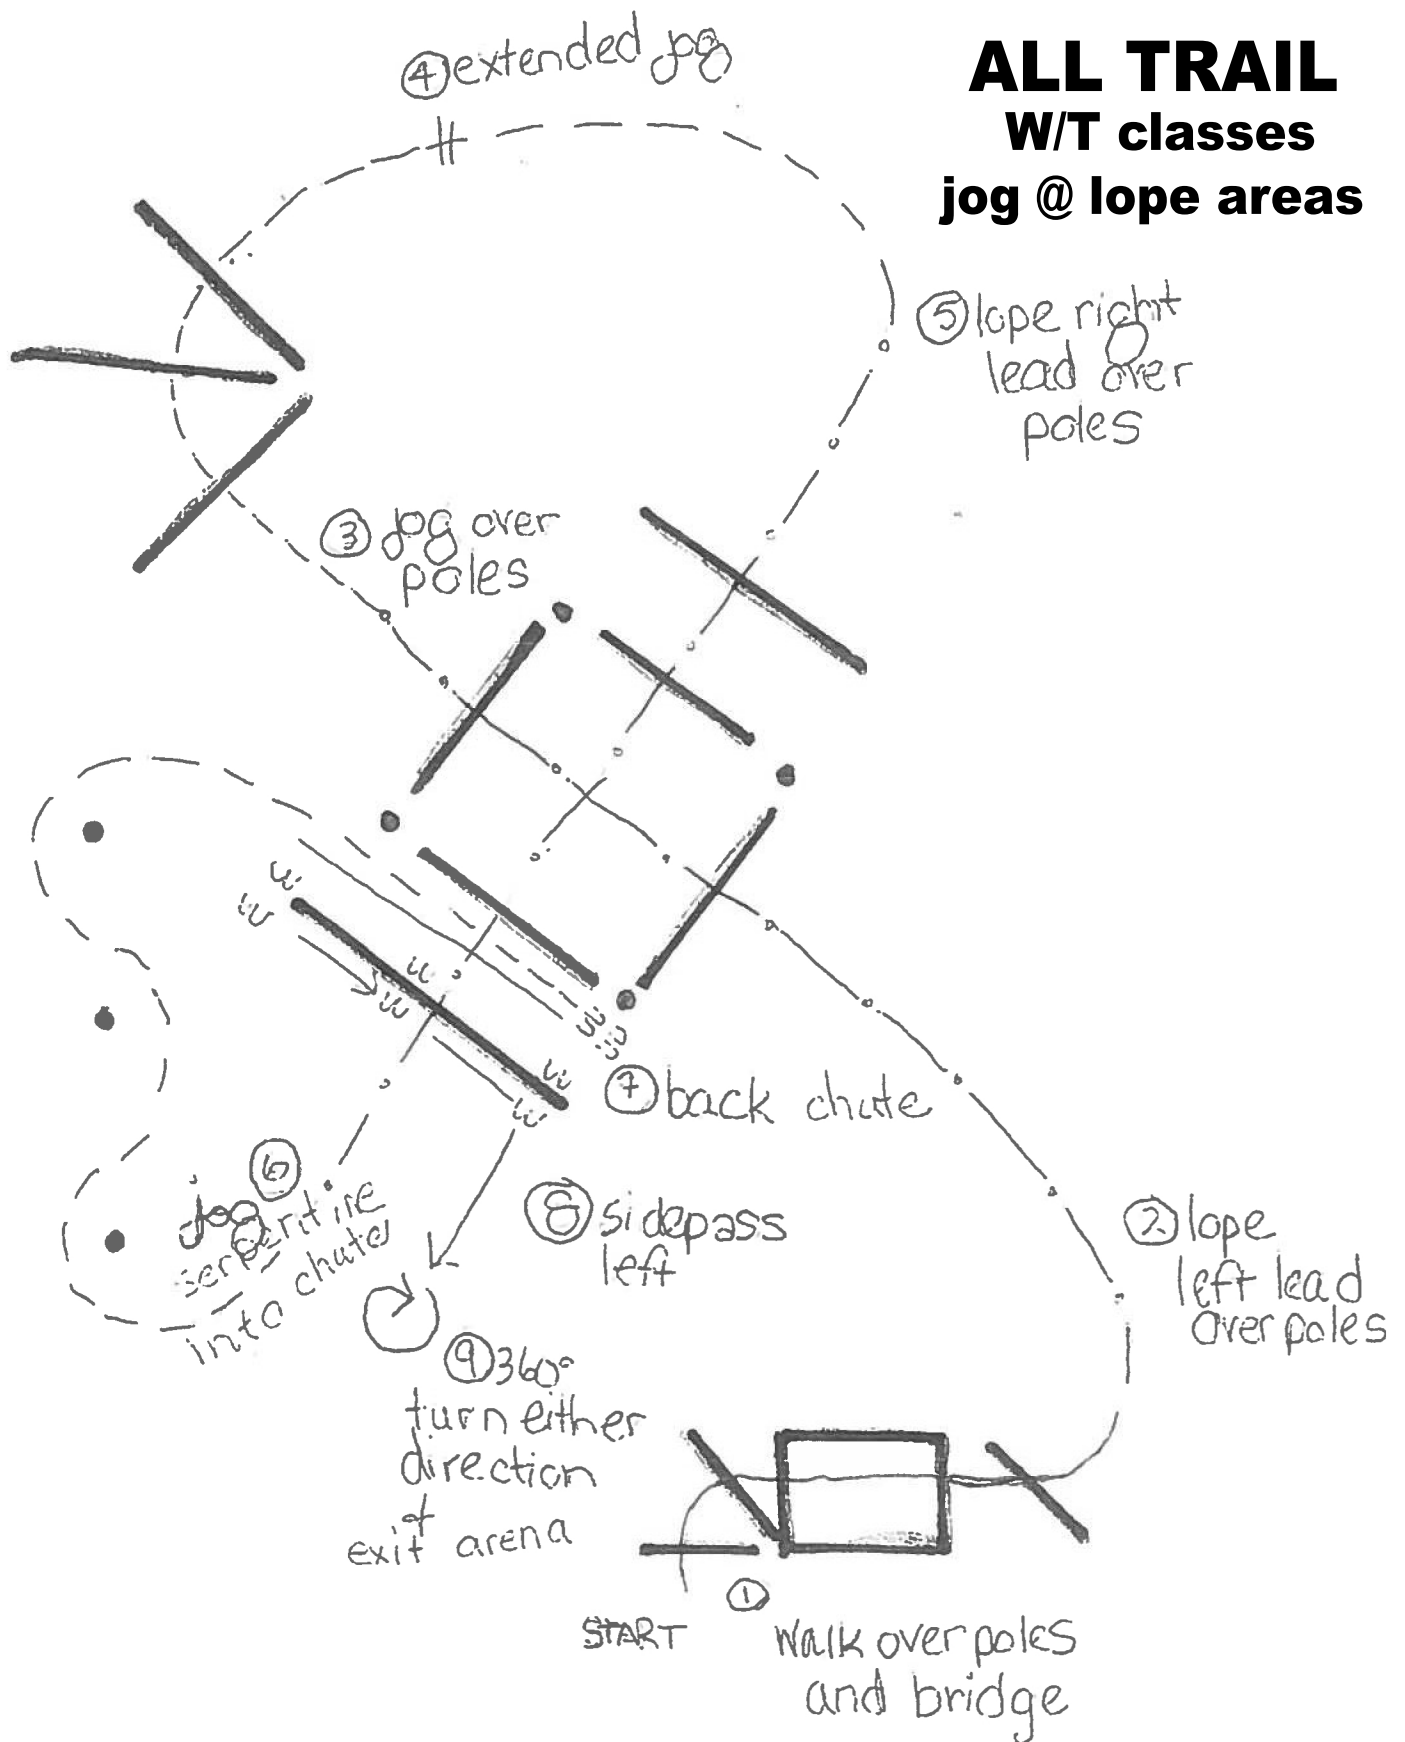 ALL TRAIL
W/T classes
jog @ lope areas
④ extended jog
⑤ lope right
lead over
poles
③ jog over
poles
⑦ back chute
⑥
jog
serpentine
into chute
⑧ sidepass
left
② lope
left lead
over poles
⑨ 360°
turn either
direction
+
exit arena
①
START
walk over poles
and bridge